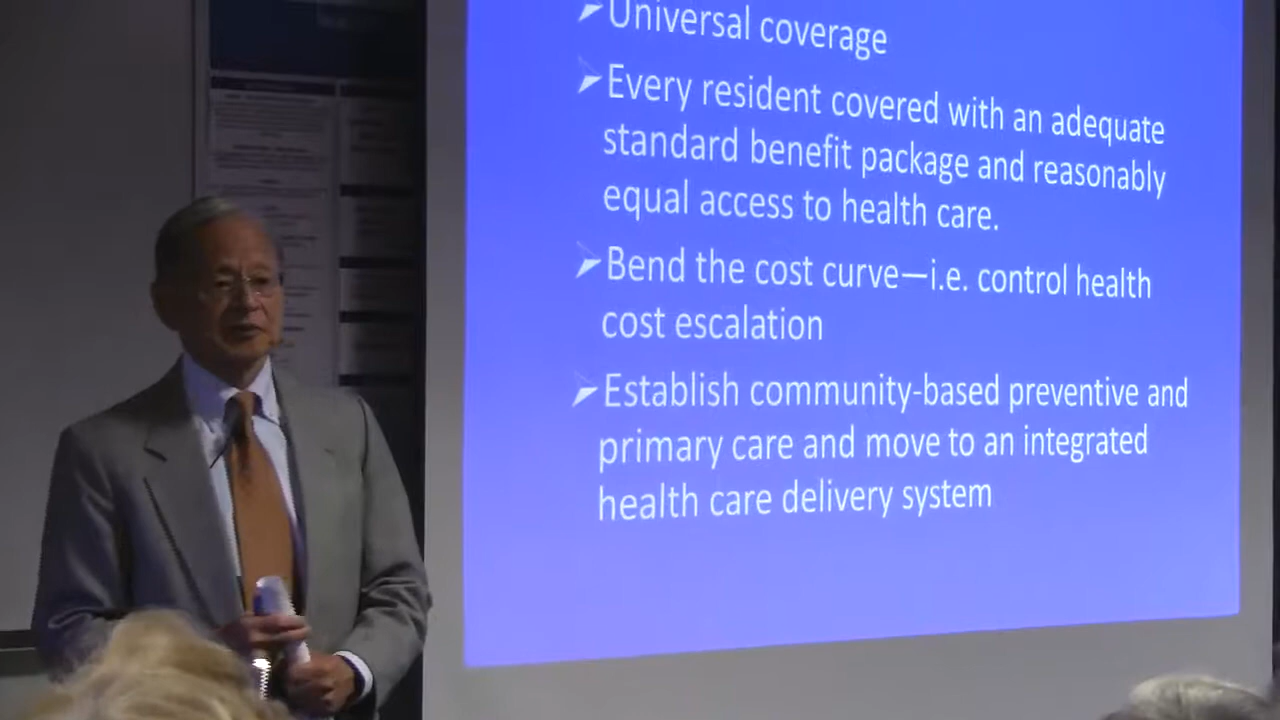 Universal coverage
Every resident covered with an adequate
standard benefit package and reasonably
equal access to health care.
Bend the cost curve—i.e. control health
cost escalation
Establish community-based preventive and
primary care and move to an integrated
health care delivery system